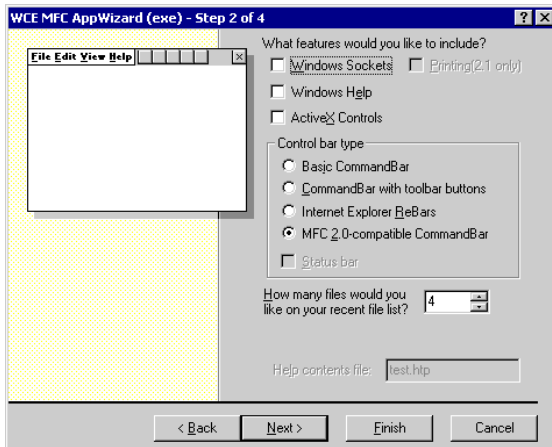 WCE MFC AppWizard (exe) - Step 2 of 4
File Edit View Help
What features would you like to include?
Windows Sockets Printing(2.1 only)
Windows Help
ActiveX Controls
Control bar type
Basic CommandBar
CommandBar with toolbar buttons
Internet Explorer ReBars
MFC 2.0-compatible CommandBar
Status bar
How many files would you
like on your recent file list?
4
Help contents file: test.htp
< Back Next > Finish Cancel